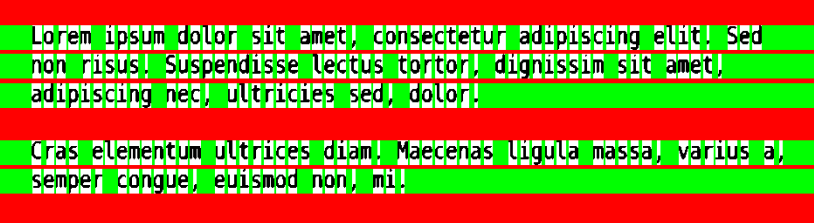 Lorem ipsum dolor sit amet, consectetur adipiscing elit. Sed
non risus. Suspendisse lectus tortor, dignissim sit amet,
adipiscing nec, ultricies sed, dolor.
Cras elementum ultrices diam. Maecenas ligula massa, varius a,
semper congue, euismod non, mi.